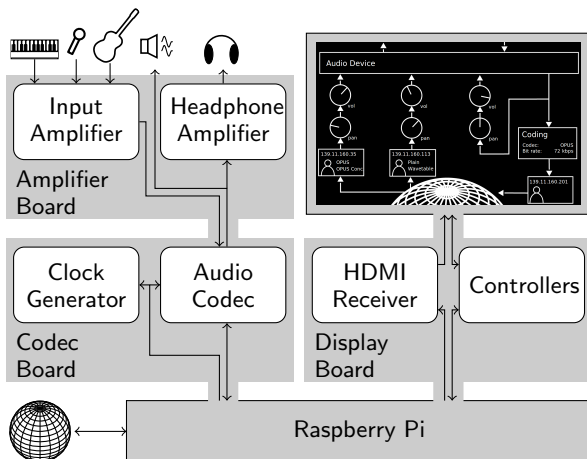 Audio Device
vol
vol
vol
pan
pan
pan
Coding
Codec: OPUS
Bit rate: 72 kbps
139.11.160.35
OPUS
OPUS Conc
139.11.160.113
Plain
Wavetable
139.11.160.201
Input
Amplifier
Headphone
Amplifier
Amplifier
Board
Clock
Generator
Audio
Codec
Codec
Board
HDMI
Receiver
Controllers
Display
Board
Raspberry Pi